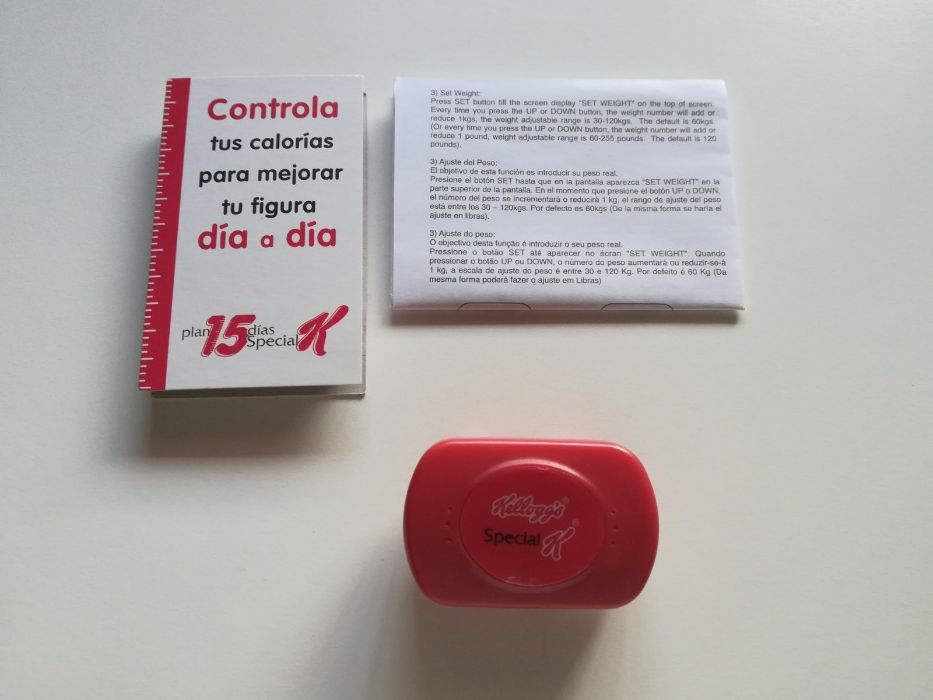 Controla
tus calorías
para mejorar
tu figura
día a día
plan 15 días
Special K
3) Set Weight:
Press SET button till the screen display "SET WEIGHT" on the top of screen.
Every time you press the UP or DOWN button, the weight number will add or
reduce 1kgs, the weight adjustable range is 30-120kgs. The default is 60kgs.
(Or every time you press the UP or DOWN button, the weight number will add or
reduce 1 pound, weight adjustable range is 60-255 pounds. The default is 120
pounds).
3) Ajuste del Peso:
El objetivo de esta función es introducir su peso real.
Presione el botón SET hasta que en la pantalla aparezca "SET WEIGHT" en la
parte superior de la pantalla. En el momento que presione el botón UP o DOWN,
el número del peso se incrementará o reducirá 1 kg, el rango de ajuste del peso
está entre los 30 – 120kgs. Por defecto es 60kgs (De la misma forma se haría el
ajuste en libras).
3) Ajuste do peso:
O objectivo desta função é introduzir o seu peso real.
Pressione o botão SET até aparecer no écran "SET WEIGHT". Quando
pressionar o botão UP ou DOWN, o número do peso aumentará ou reduzir-se-á
1 kg, a escala de ajuste do peso é entre 30 e 120 Kg. Por defeito é 60 Kg (Da
mesma forma poderá fazer o ajuste em Libras)
Kellogg's®
Special K®